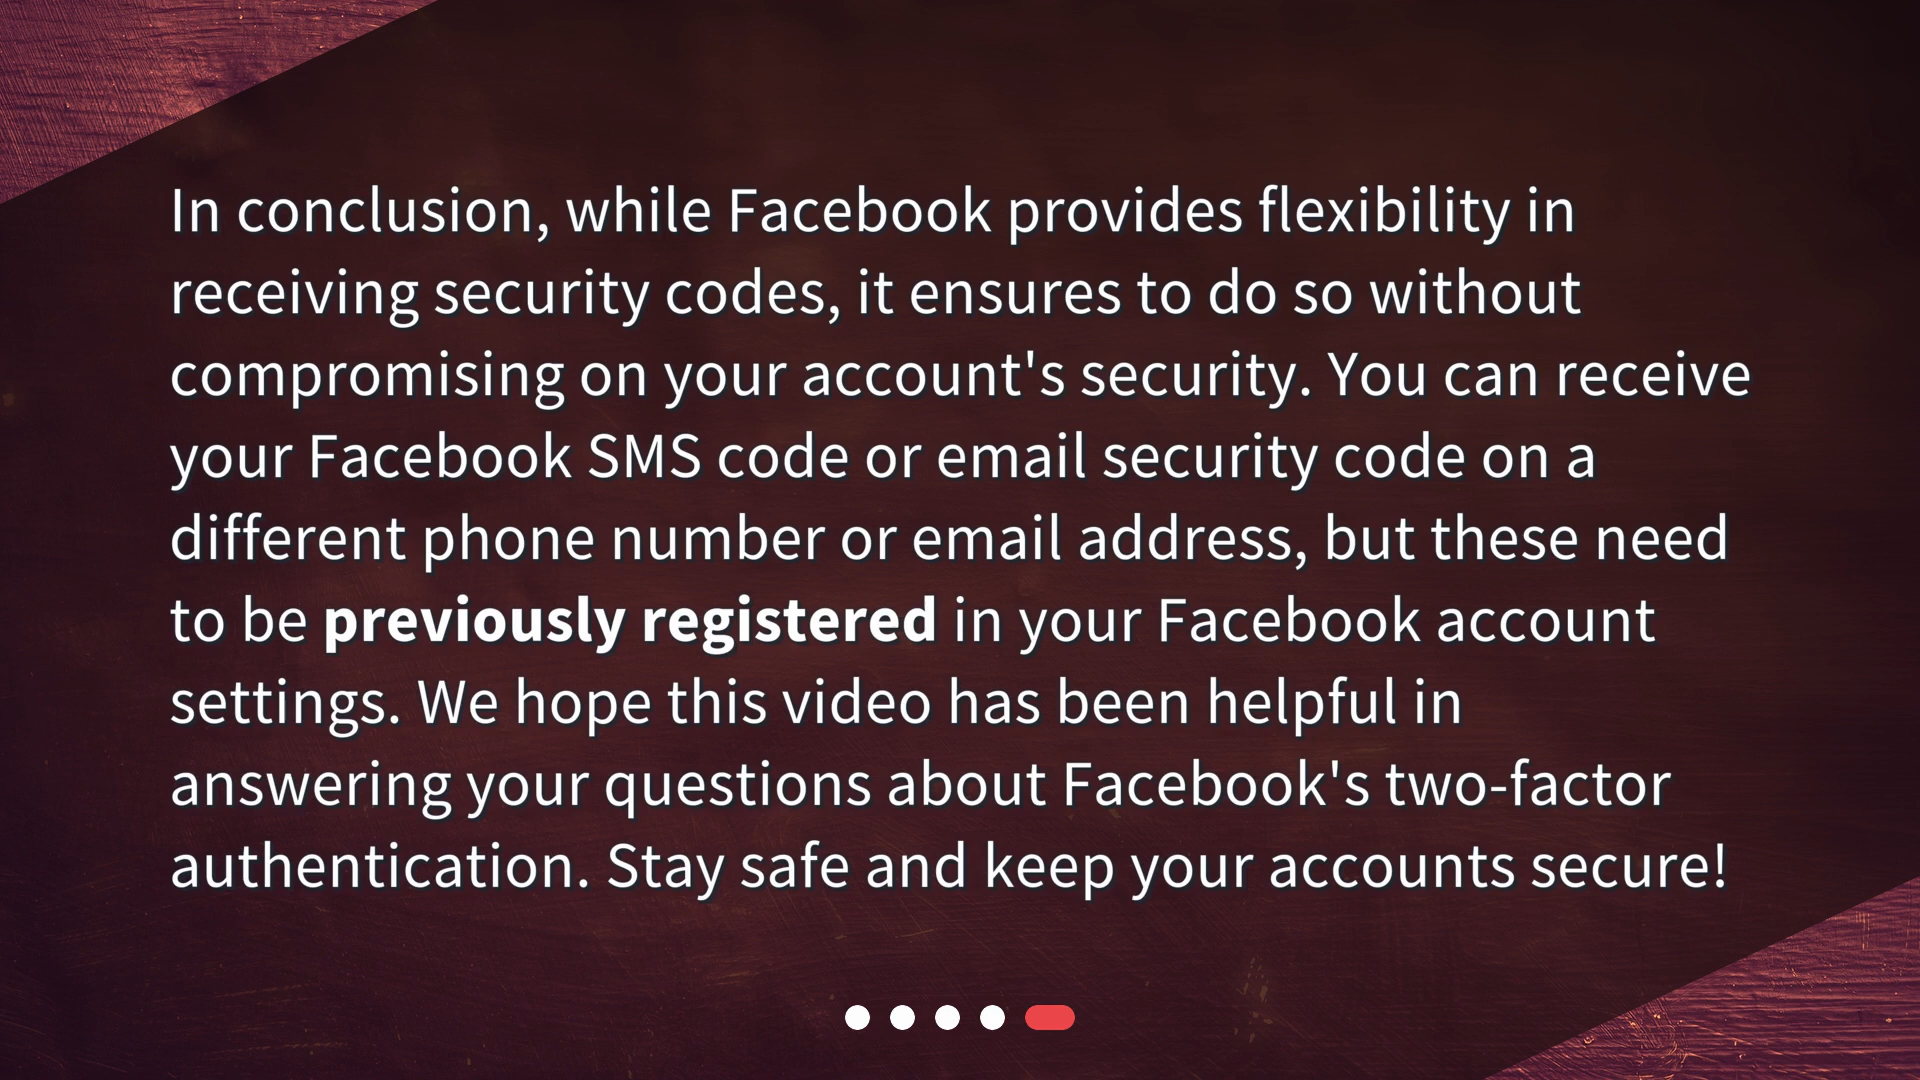 In conclusion, while Facebook provides flexibility in
receiving security codes, it ensures to do so without
compromising on your account's security. You can receive
your Facebook SMS code or email security code on a
different phone number or email address, but these need
to be previously registered in your Facebook account
settings. We hope this video has been helpful in
answering your questions about Facebook's two-factor
authentication. Stay safe and keep your accounts secure!